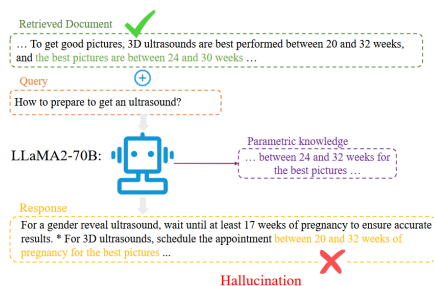 Retrieved Document
… To get good pictures, 3D ultrasounds are best performed between 20 and 32 weeks,
and the best pictures are between 24 and 30 weeks …
Query
How to prepare to get an ultrasound?
LLaMA2-70B:
Parametric knowledge
… between 24 and 32 weeks for
the best pictures …
Response
For a gender reveal ultrasound, wait until at least 17 weeks of pregnancy to ensure accurate
results. * For 3D ultrasounds, schedule the appointment between 20 and 32 weeks of
pregnancy for the best pictures ...
Hallucination